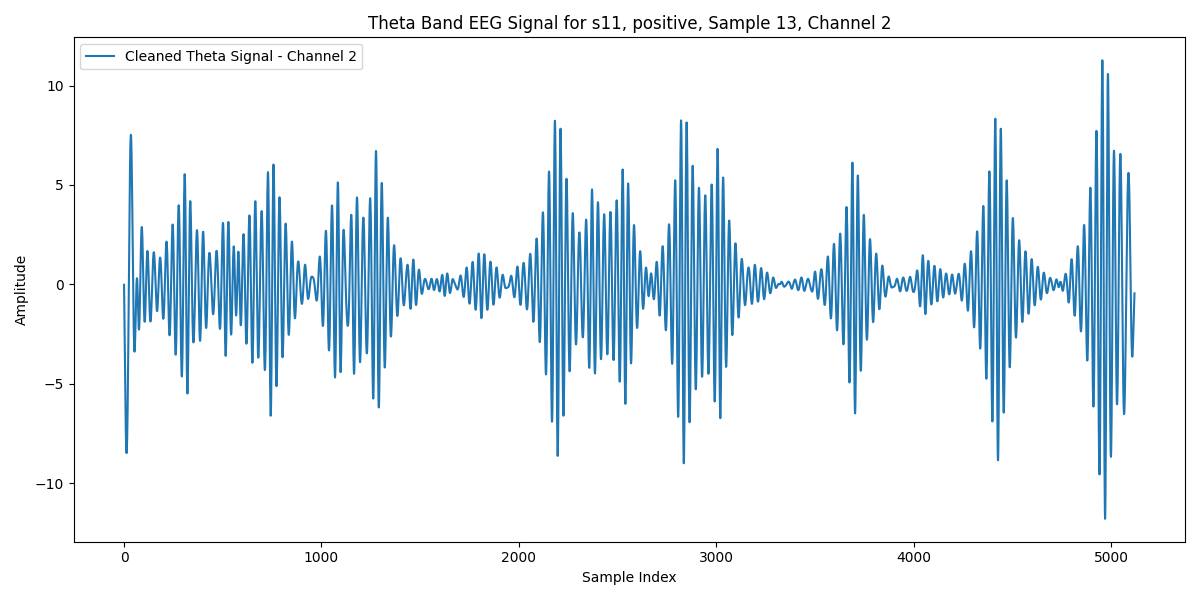 Theta Band EEG Signal for s11, positive, Sample 13, Channel 2
Cleaned Theta Signal - Channel 2
Amplitude
10
5
0
−5
−10
0 1000 2000 3000 4000 5000
Sample Index